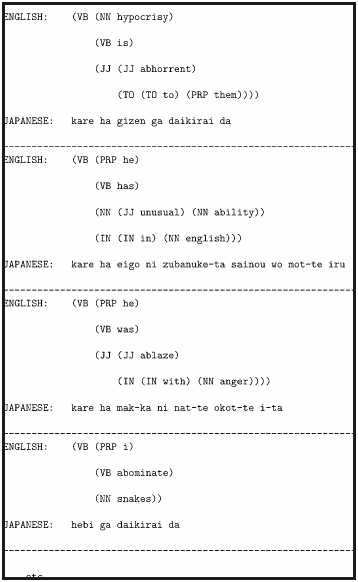 ENGLISH: (VB (NN hypocrisy)
(VB is)
(JJ (JJ abhorrent)
(TO (TO to) (PRP them))))
JAPANESE: kare ha gizen ga daikirai da
ENGLISH: (VB (PRP he)
(VB has)
(NN (JJ unusual) (NN ability))
(IN (IN in) (NN english)))
JAPANESE: kare ha eigo ni zubanuke-ta sainou wo mot-te iru
ENGLISH: (VB (PRP he)
(VB was)
(JJ (JJ ablaze)
(IN (IN with) (NN anger))))
JAPANESE: kare ha mak-ka ni nat-te okot-te i-ta
ENGLISH: (VB (PRP i)
(VB abominate)
(NN snakes))
JAPANESE: hebi ga daikirai da
etc